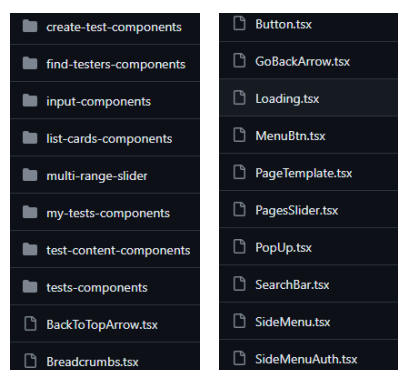 create-test-components
find-testers-components
input-components
list-cards-components
multi-range-slider
my-tests-components
test-content-components
tests-components
BackToTopArrow.tsx
Breadcrumbs.tsx
Button.tsx
GoBackArrow.tsx
Loading.tsx
MenuBtn.tsx
PageTemplate.tsx
PagesSlider.tsx
PopUp.tsx
SearchBar.tsx
SideMenu.tsx
SideMenuAuth.tsx